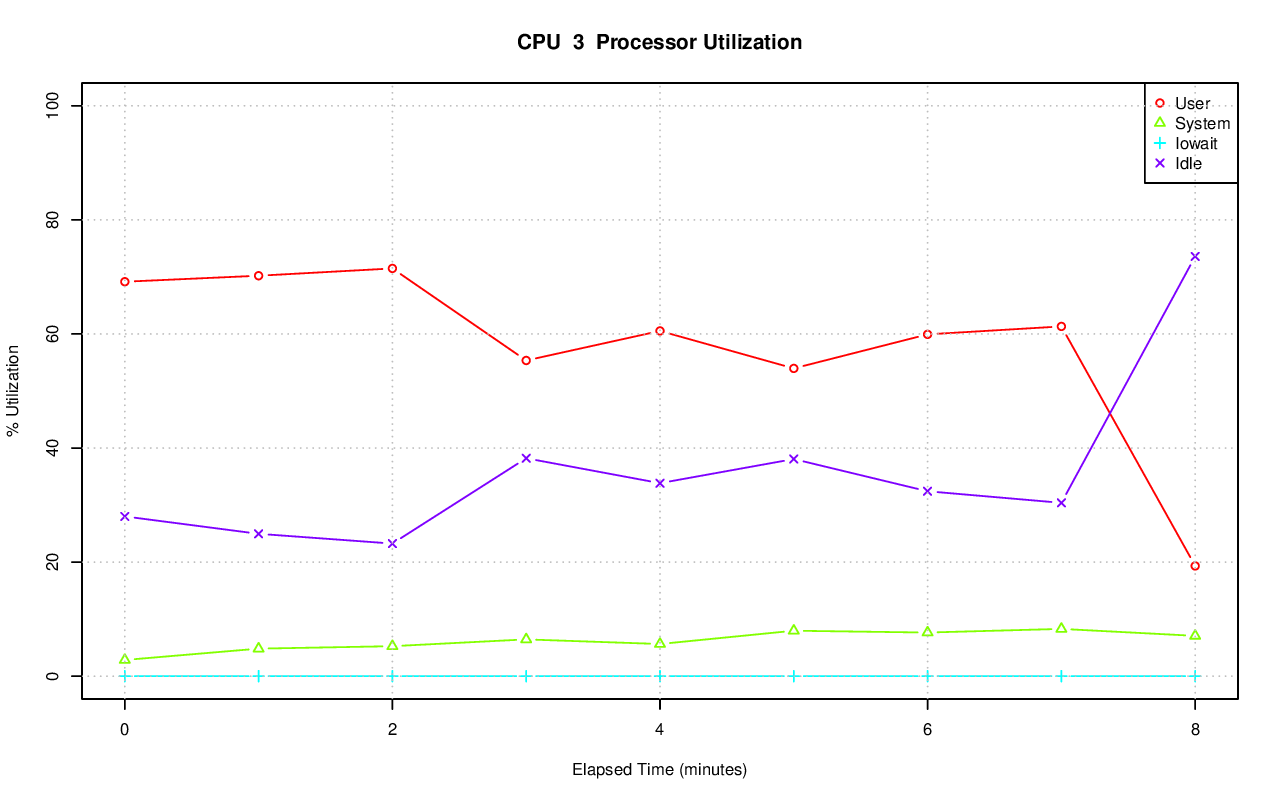 CPU  3  Processor Utilization
User
System
Iowait
Idle
% Utilization
100
80
60
40
20
0
0 2 4 6 8
Elapsed Time (minutes)